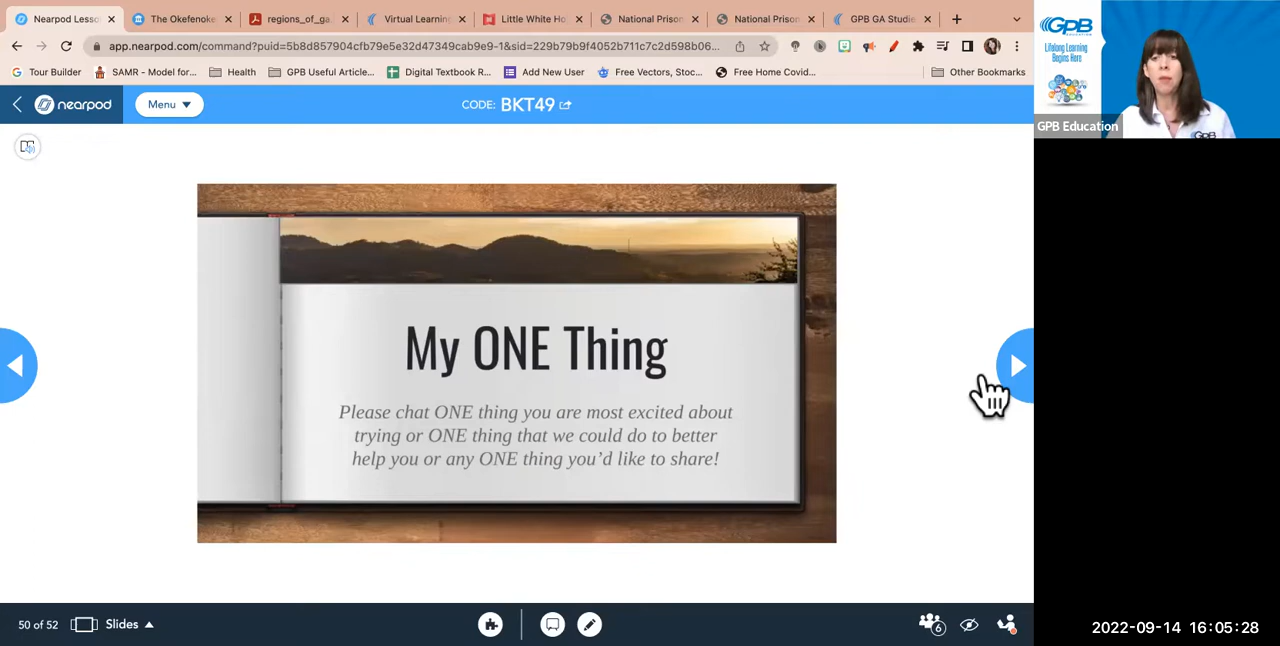 Nearpod Lesso
The Okefenok
regions_of_ga
Virtual Learnin
Little White Ho
National Prison
National Prison
GPB GA Studie
app.nearpod.com/command?puid=5b8d857904cfb79e5e32d47349cab9e9-1&sid=229b79b9f4052b711c7c2d598b06...
Tour Builder
SAMR - Model for...
Health
GPB Useful Article...
Digital Textbook R...
Add New User
Free Vectors, Stoc...
Free Home Covid...
Other Bookmarks
nearpod
Menu
CODE: BKT49
GPB
EDUCATION
Lifelong Learning
Begins Here
GPB
GPB Education
My ONE Thing
Please chat ONE thing you are most excited about
trying or ONE thing that we could do to better
help you or any ONE thing you'd like to share!
50 of 52
Slides
6
2022-09-14 16:05:28